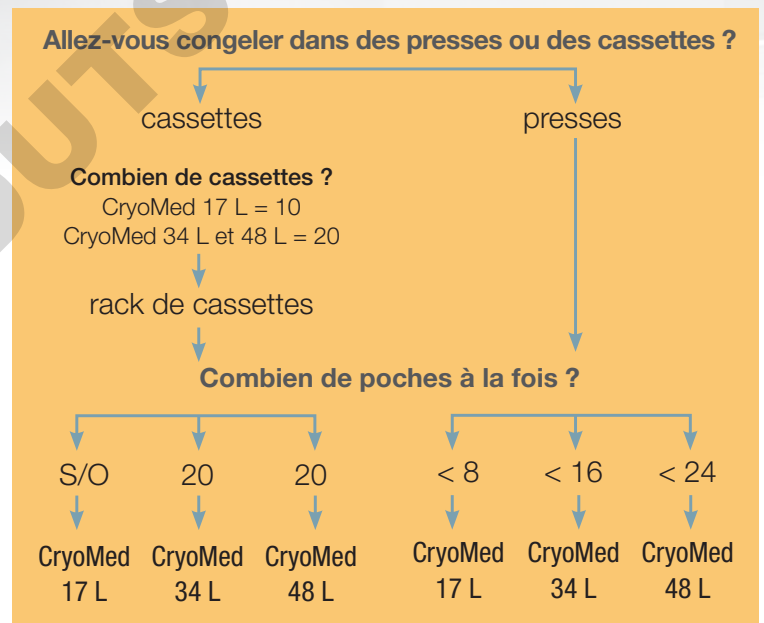 Allez-vous congeler dans des presses ou des cassettes ?
cassettes
presses
Combien de cassettes ?
CryoMed 17 L = 10
CryoMed 34 L et 48 L = 20
rack de cassettes
Combien de poches à la fois ?
S/O 20 20 < 8 < 16 < 24
CryoMed CryoMed CryoMed CryoMed CryoMed CryoMed
17 L 34 L 48 L 17 L 34 L 48 L